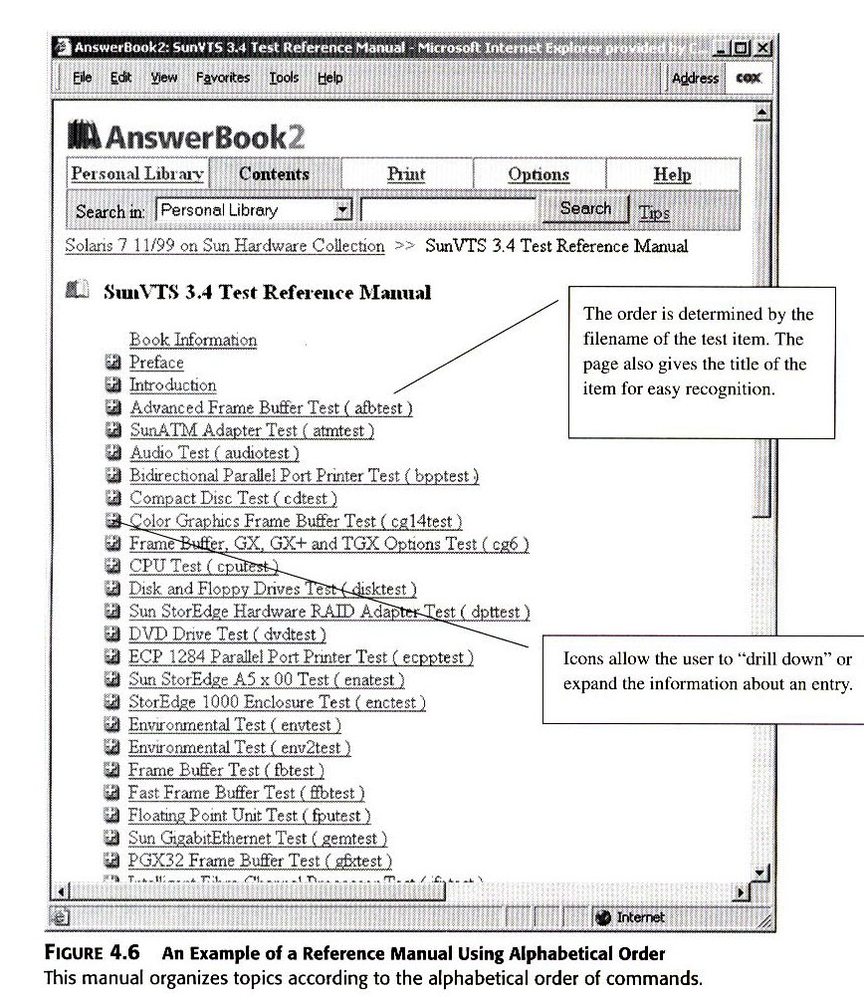 AnswerBook2: SunVTS 3.4 Test Reference Manual - Microsoft Internet Explorer provided by C...
File Edit View Favorites Tools Help Address COX
AnswerBook2
Personal Library Contents Print Options Help
Search in: Personal Library Search Tips
Solaris 7 11/99 on Sun Hardware Collection >> SunVTS 3.4 Test Reference Manual
SunVTS 3.4 Test Reference Manual
The order is determined by the
filename of the test item. The
page also gives the title of the
item for easy recognition.
Book Information
Preface
Introduction
Advanced Frame Buffer Test ( afbtest )
SunATM Adapter Test ( atmtest )
Audio Test ( audiotest )
Bidirectional Parallel Port Printer Test ( bpptest )
Compact Disc Test ( cdtest )
Color Graphics Frame Buffer Test ( cg14test )
Frame Buffer, GX, GX+ and TGX Options Test ( cg6 )
CPU Test ( cputest )
Disk and Floppy Drives Test ( disktest )
Sun StorEdge Hardware RAID Adapter Test ( dpttest )
DVD Drive Test ( dvdtest )
ECP 1284 Parallel Port Printer Test ( ecpptest )
Sun StorEdge A5 x 00 Test ( enatest )
StorEdge 1000 Enclosure Test ( enctest )
Environmental Test ( envtest )
Environmental Test ( env2test )
Frame Buffer Test ( fbtest )
Fast Frame Buffer Test ( ffbtest )
Floating Point Unit Test ( fputest )
Sun GigabitEthernet Test ( gemtest )
PGX32 Frame Buffer Test ( gfxtest )
Icons allow the user to “drill down” or
expand the information about an entry.
Internet
FIGURE 4.6 An Example of a Reference Manual Using Alphabetical Order
This manual organizes topics according to the alphabetical order of commands.